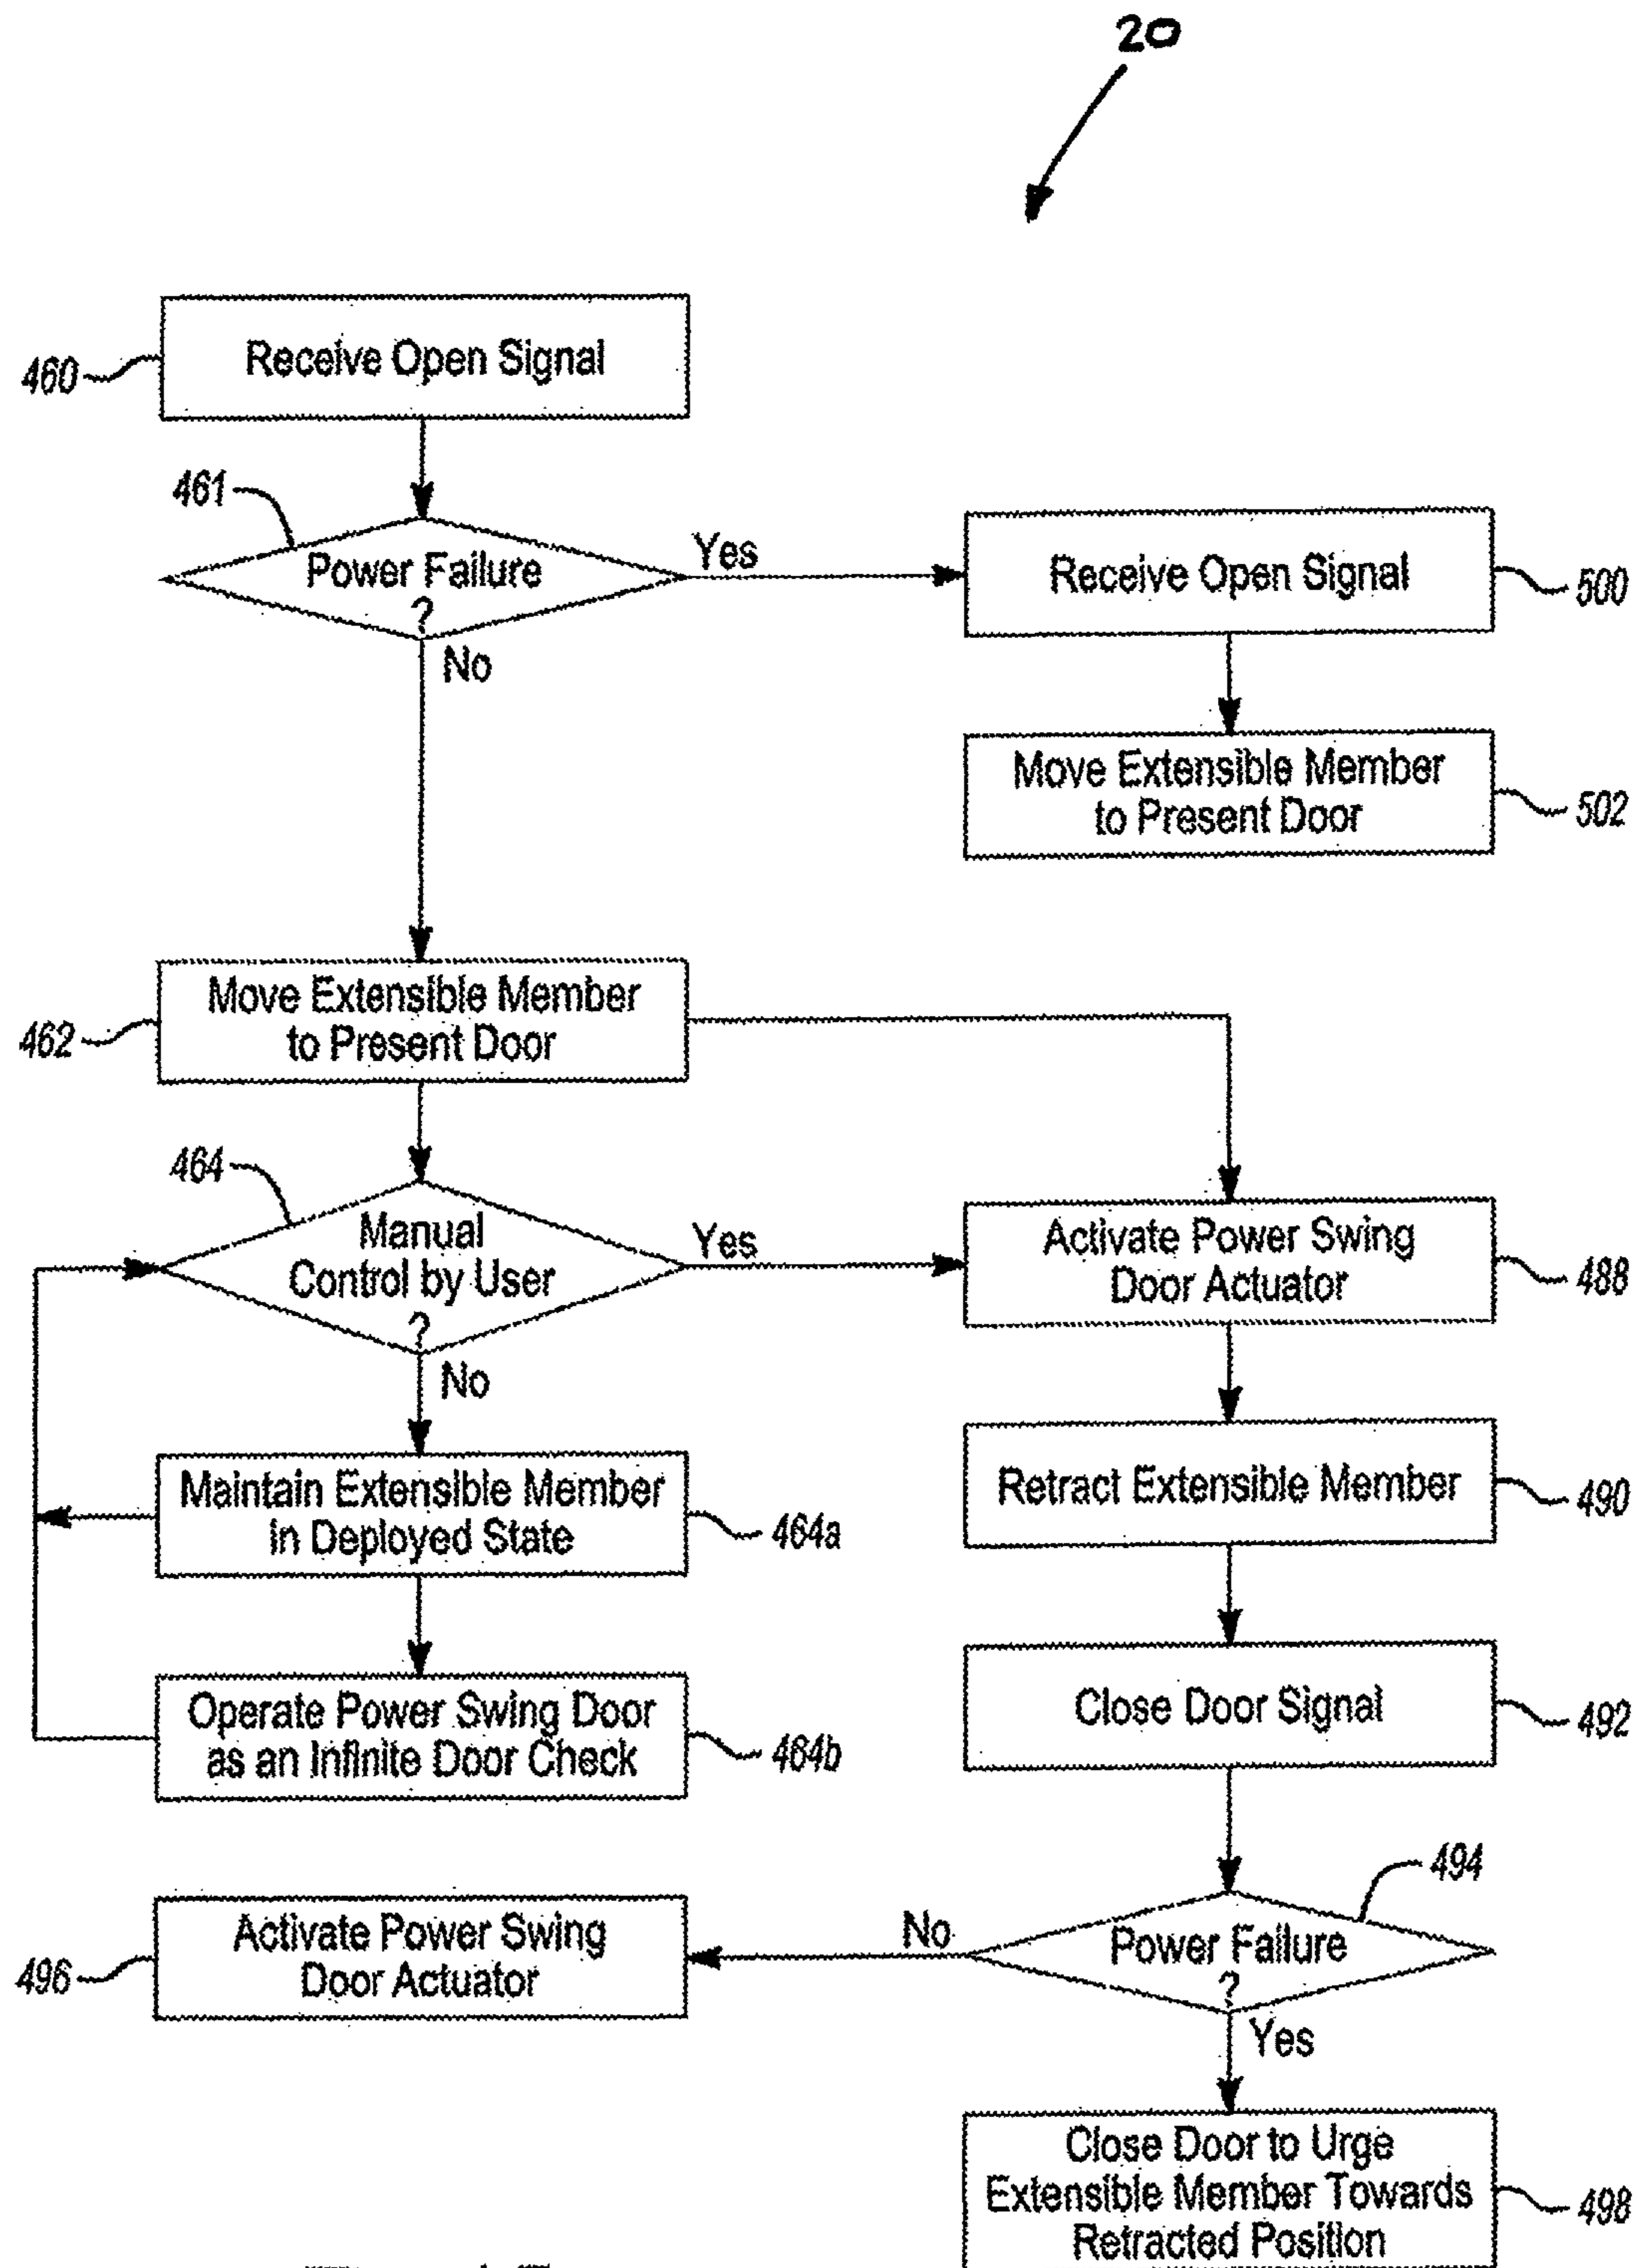 20
460
Receive Open Signal
461
Power Failure
?
Yes
No
Receive Open Signal
500
Move Extensible Member
to Present Door
502
462
Move Extensible Member
to Present Door
464
Manual
Control by User
?
Yes
No
Activate Power Swing
Door Actuator
488
Maintain Extensible Member
in Deployed State
464a
Retract Extensible Member
490
Operate Power Swing Door
as an Infinite Door Check
464b
Close Door Signal
492
494
Power Failure
?
No
Yes
496
Activate Power Swing
Door Actuator
Close Door to Urge
Extensible Member Towards
Retracted Position
498